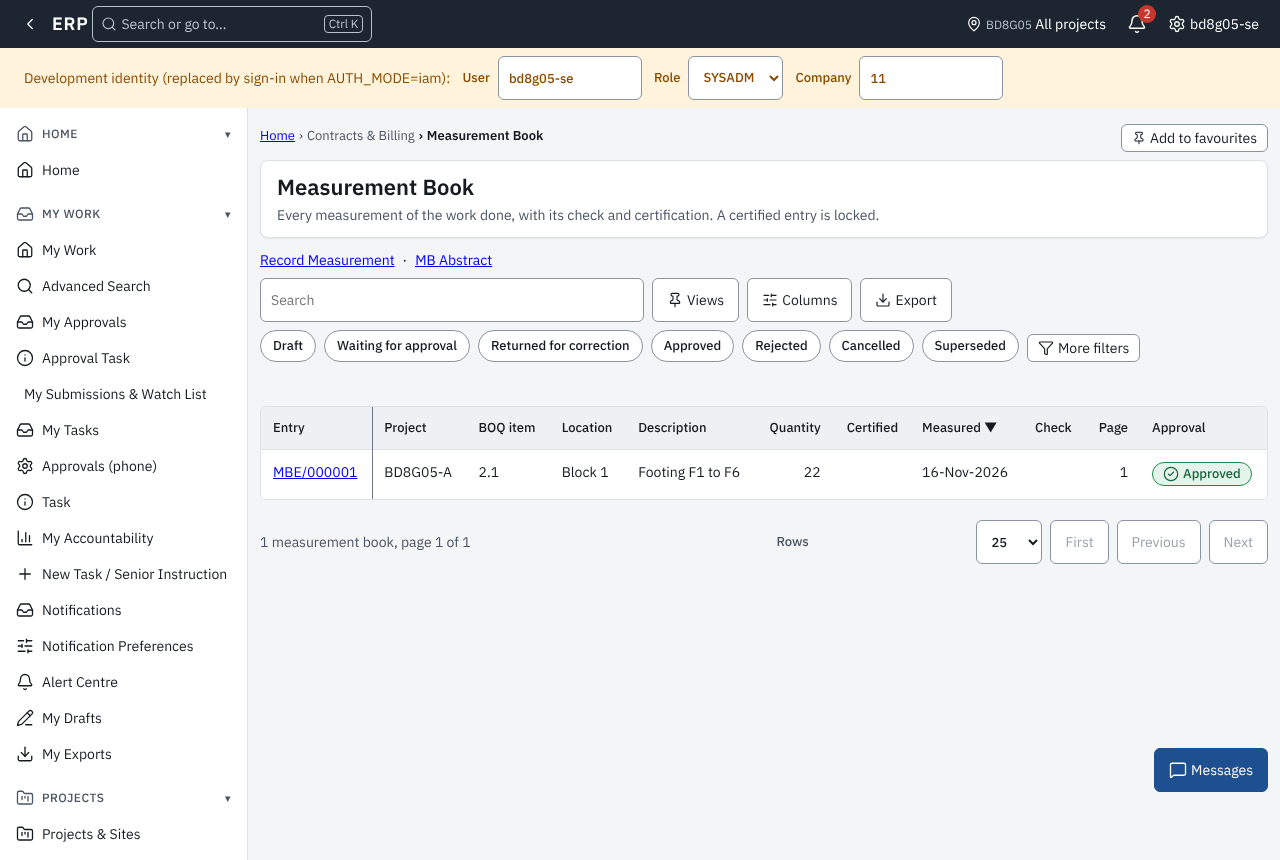 ERP Search or go to... Ctrl K BD8G05 All projects 2 bd8g05-se
Development identity (replaced by sign-in when AUTH_MODE=iam): User bd8g05-se Role SYSADM Company 11
HOME
Home
MY WORK
My Work
Advanced Search
My Approvals
Approval Task
My Submissions & Watch List
My Tasks
Approvals (phone)
Task
My Accountability
New Task / Senior Instruction
Notifications
Notification Preferences
Alert Centre
My Drafts
My Exports
PROJECTS
Projects & Sites
Home › Contracts & Billing › Measurement Book
Add to favourites
Measurement Book
Every measurement of the work done, with its check and certification. A certified entry is locked.
Record Measurement · MB Abstract
Search Views Columns Export
Draft Waiting for approval Returned for correction Approved Rejected Cancelled Superseded More filters
Entry Project BOQ item Location Description Quantity Certified Measured ▼ Check Page Approval
MBE/000001 BD8G05-A 2.1 Block 1 Footing F1 to F6 22 16-Nov-2026 1 Approved
1 measurement book, page 1 of 1 Rows 25 First Previous Next
Messages